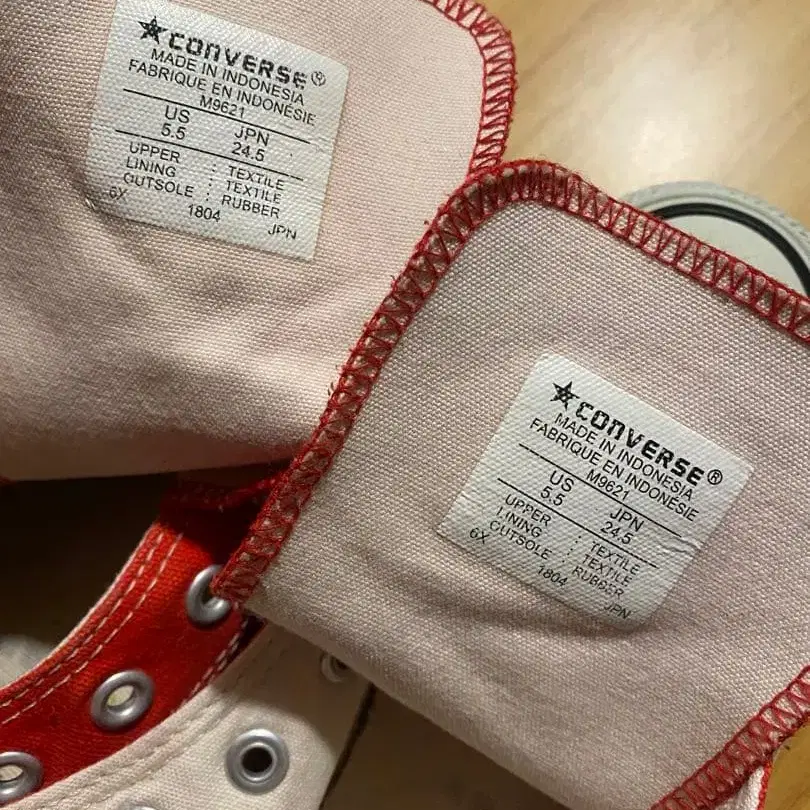 CONVERSE®
MADE IN INDONESIA
FABRIQUE EN INDONÉSIE
M9621
US JPN
5.5 24.5
UPPER : TEXTILE
LINING : TEXTILE
OUTSOLE : RUBBER
6X 1804 JPN
CONVERSE®
MADE IN INDONESIA
FABRIQUE EN INDONÉSIE
M9621
US JPN
5.5 24.5
UPPER : TEXTILE
LINING : TEXTILE
OUTSOLE : RUBBER
6X 1804 JPN